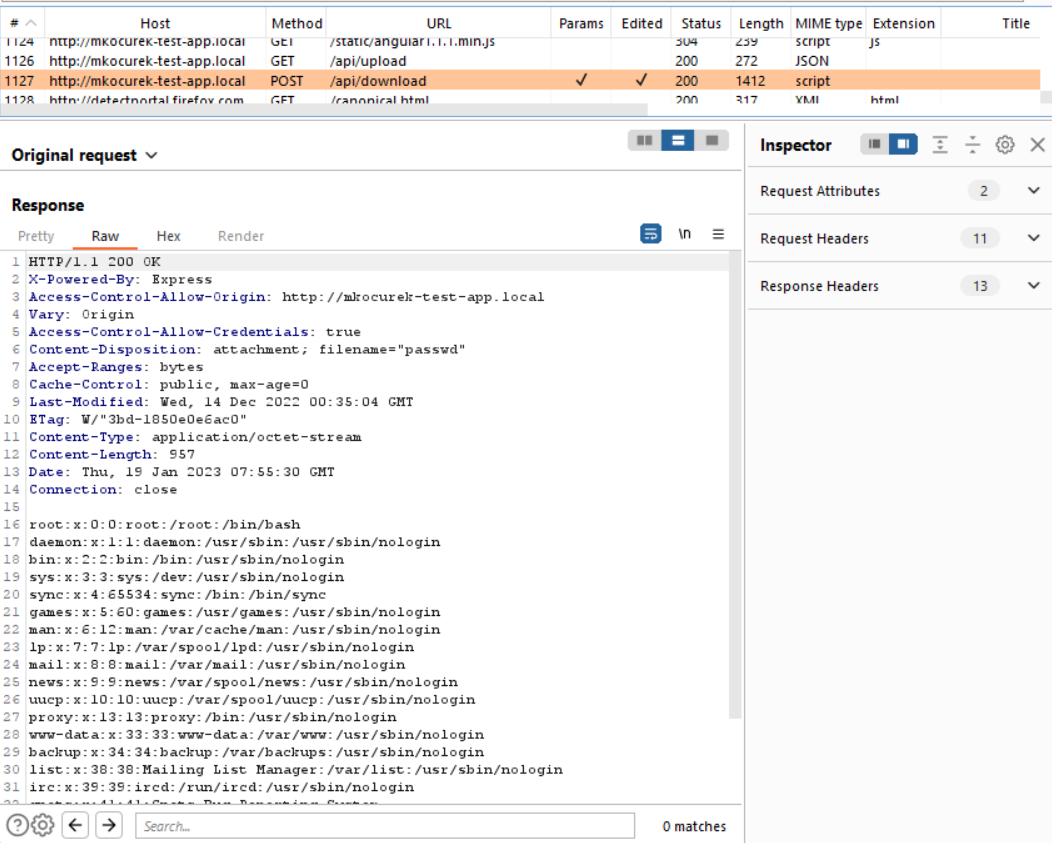 # Host Method URL Params Edited Status Length MIME type Extension Title
1124 http://mkocurek-test-app.local GET /static/angular1.1.1.min.js 304 239 script js
1126 http://mkocurek-test-app.local GET /api/upload 200 272 JSON
1127 http://mkocurek-test-app.local POST /api/download ✓ ✓ 200 1412 script
1128 http://detectportal.firefox.com GET /canonical.html 200 317 XML html
Original request
Response
Pretty Raw Hex Render \n
1 HTTP/1.1 200 OK
2 X-Powered-By: Express
3 Access-Control-Allow-Origin: http://mkocurek-test-app.local
4 Vary: Origin
5 Access-Control-Allow-Credentials: true
6 Content-Disposition: attachment; filename="passwd"
7 Accept-Ranges: bytes
8 Cache-Control: public, max-age=0
9 Last-Modified: Wed, 14 Dec 2022 00:35:04 GMT
10 ETag: W/"3bd-1850e0e6ac0"
11 Content-Type: application/octet-stream
12 Content-Length: 957
13 Date: Thu, 19 Jan 2023 07:55:30 GMT
14 Connection: close
15
16 root:x:0:0:root:/root:/bin/bash
17 daemon:x:1:1:daemon:/usr/sbin:/usr/sbin/nologin
18 bin:x:2:2:bin:/bin:/usr/sbin/nologin
19 sys:x:3:3:sys:/dev:/usr/sbin/nologin
20 sync:x:4:65534:sync:/bin:/bin/sync
21 games:x:5:60:games:/usr/games:/usr/sbin/nologin
22 man:x:6:12:man:/var/cache/man:/usr/sbin/nologin
23 lp:x:7:7:lp:/var/spool/lpd:/usr/sbin/nologin
24 mail:x:8:8:mail:/var/mail:/usr/sbin/nologin
25 news:x:9:9:news:/var/spool/news:/usr/sbin/nologin
26 uucp:x:10:10:uucp:/var/spool/uucp:/usr/sbin/nologin
27 proxy:x:13:13:proxy:/bin:/usr/sbin/nologin
28 www-data:x:33:33:www-data:/var/www:/usr/sbin/nologin
29 backup:x:34:34:backup:/var/backups:/usr/sbin/nologin
30 list:x:38:38:Mailing List Manager:/var/list:/usr/sbin/nologin
31 irc:x:39:39:ircd:/run/ircd:/usr/sbin/nologin
Search...
0 matches
Inspector
Request Attributes 2
Request Headers 11
Response Headers 13